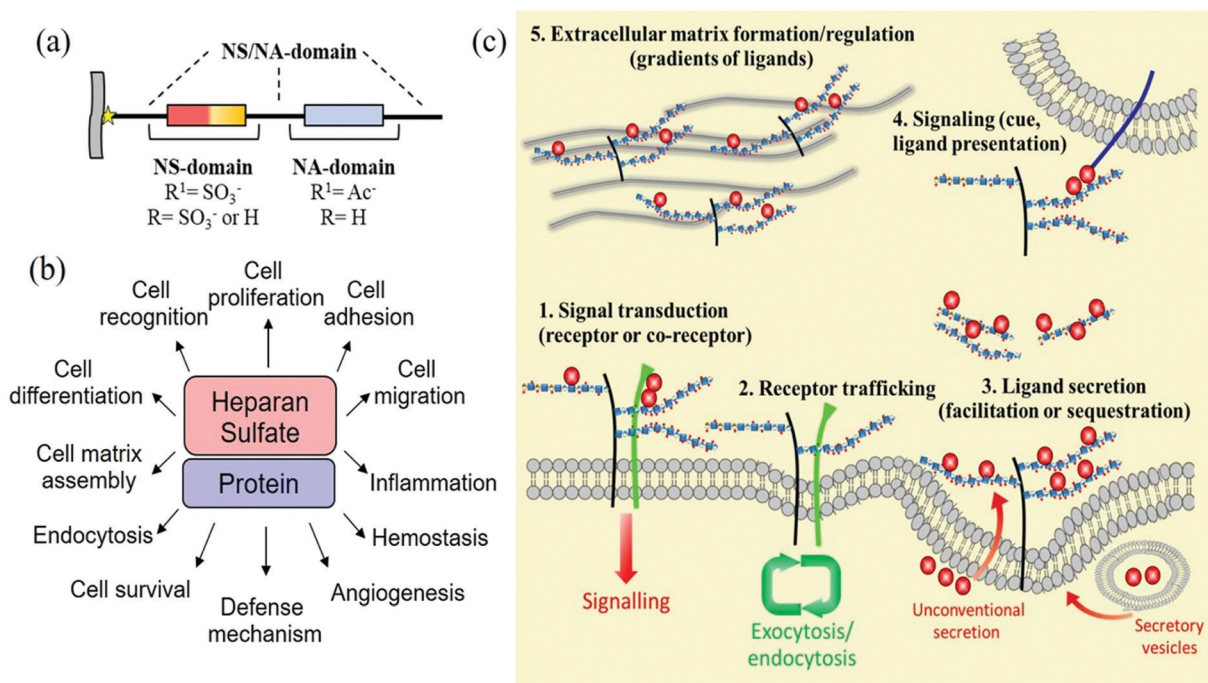 (a)
NS/NA-domain
NS-domain
R¹= SO₃⁻
R= SO₃⁻ or H
NA-domain
R¹= Ac⁻
R= H
(b)
Cell
recognition
Cell
proliferation
Cell
adhesion
Cell
differentiation
Cell
migration
Heparan
Sulfate
Protein
Cell matrix
assembly
Inflammation
Endocytosis
Hemostasis
Cell survival
Defense
mechanism
Angiogenesis
(c)
5. Extracellular matrix formation/regulation
(gradients of ligands)
4. Signaling (cue,
ligand presentation)
1. Signal transduction
(receptor or co-receptor)
2. Receptor trafficking
3. Ligand secretion
(facilitation or sequestration)
Signalling
Exocytosis/
endocytosis
Unconventional
secretion
Secretory
vesicles